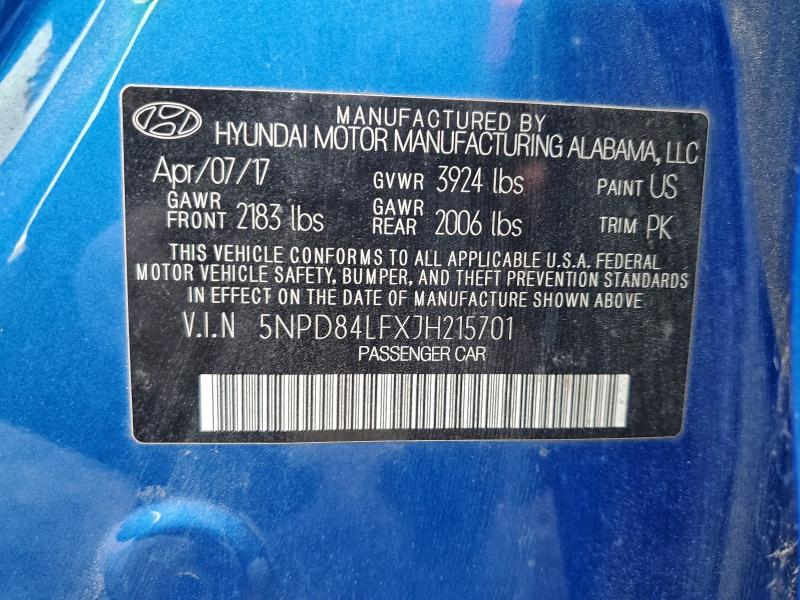 MANUFACTURED BY
HYUNDAI MOTOR MANUFACTURING ALABAMA, LLC
Apr/07/17 GVWR 3924 lbs PAINT US
GAWR FRONT 2183 lbs GAWR REAR 2006 lbs TRIM PK
THIS VEHICLE CONFORMS TO ALL APPLICABLE U.S.A. FEDERAL
MOTOR VEHICLE SAFETY, BUMPER, AND THEFT PREVENTION STANDARDS
IN EFFECT ON THE DATE OF MANUFACTURE SHOWN ABOVE
V.I.N 5NPD84LFXJH215701
PASSENGER CAR